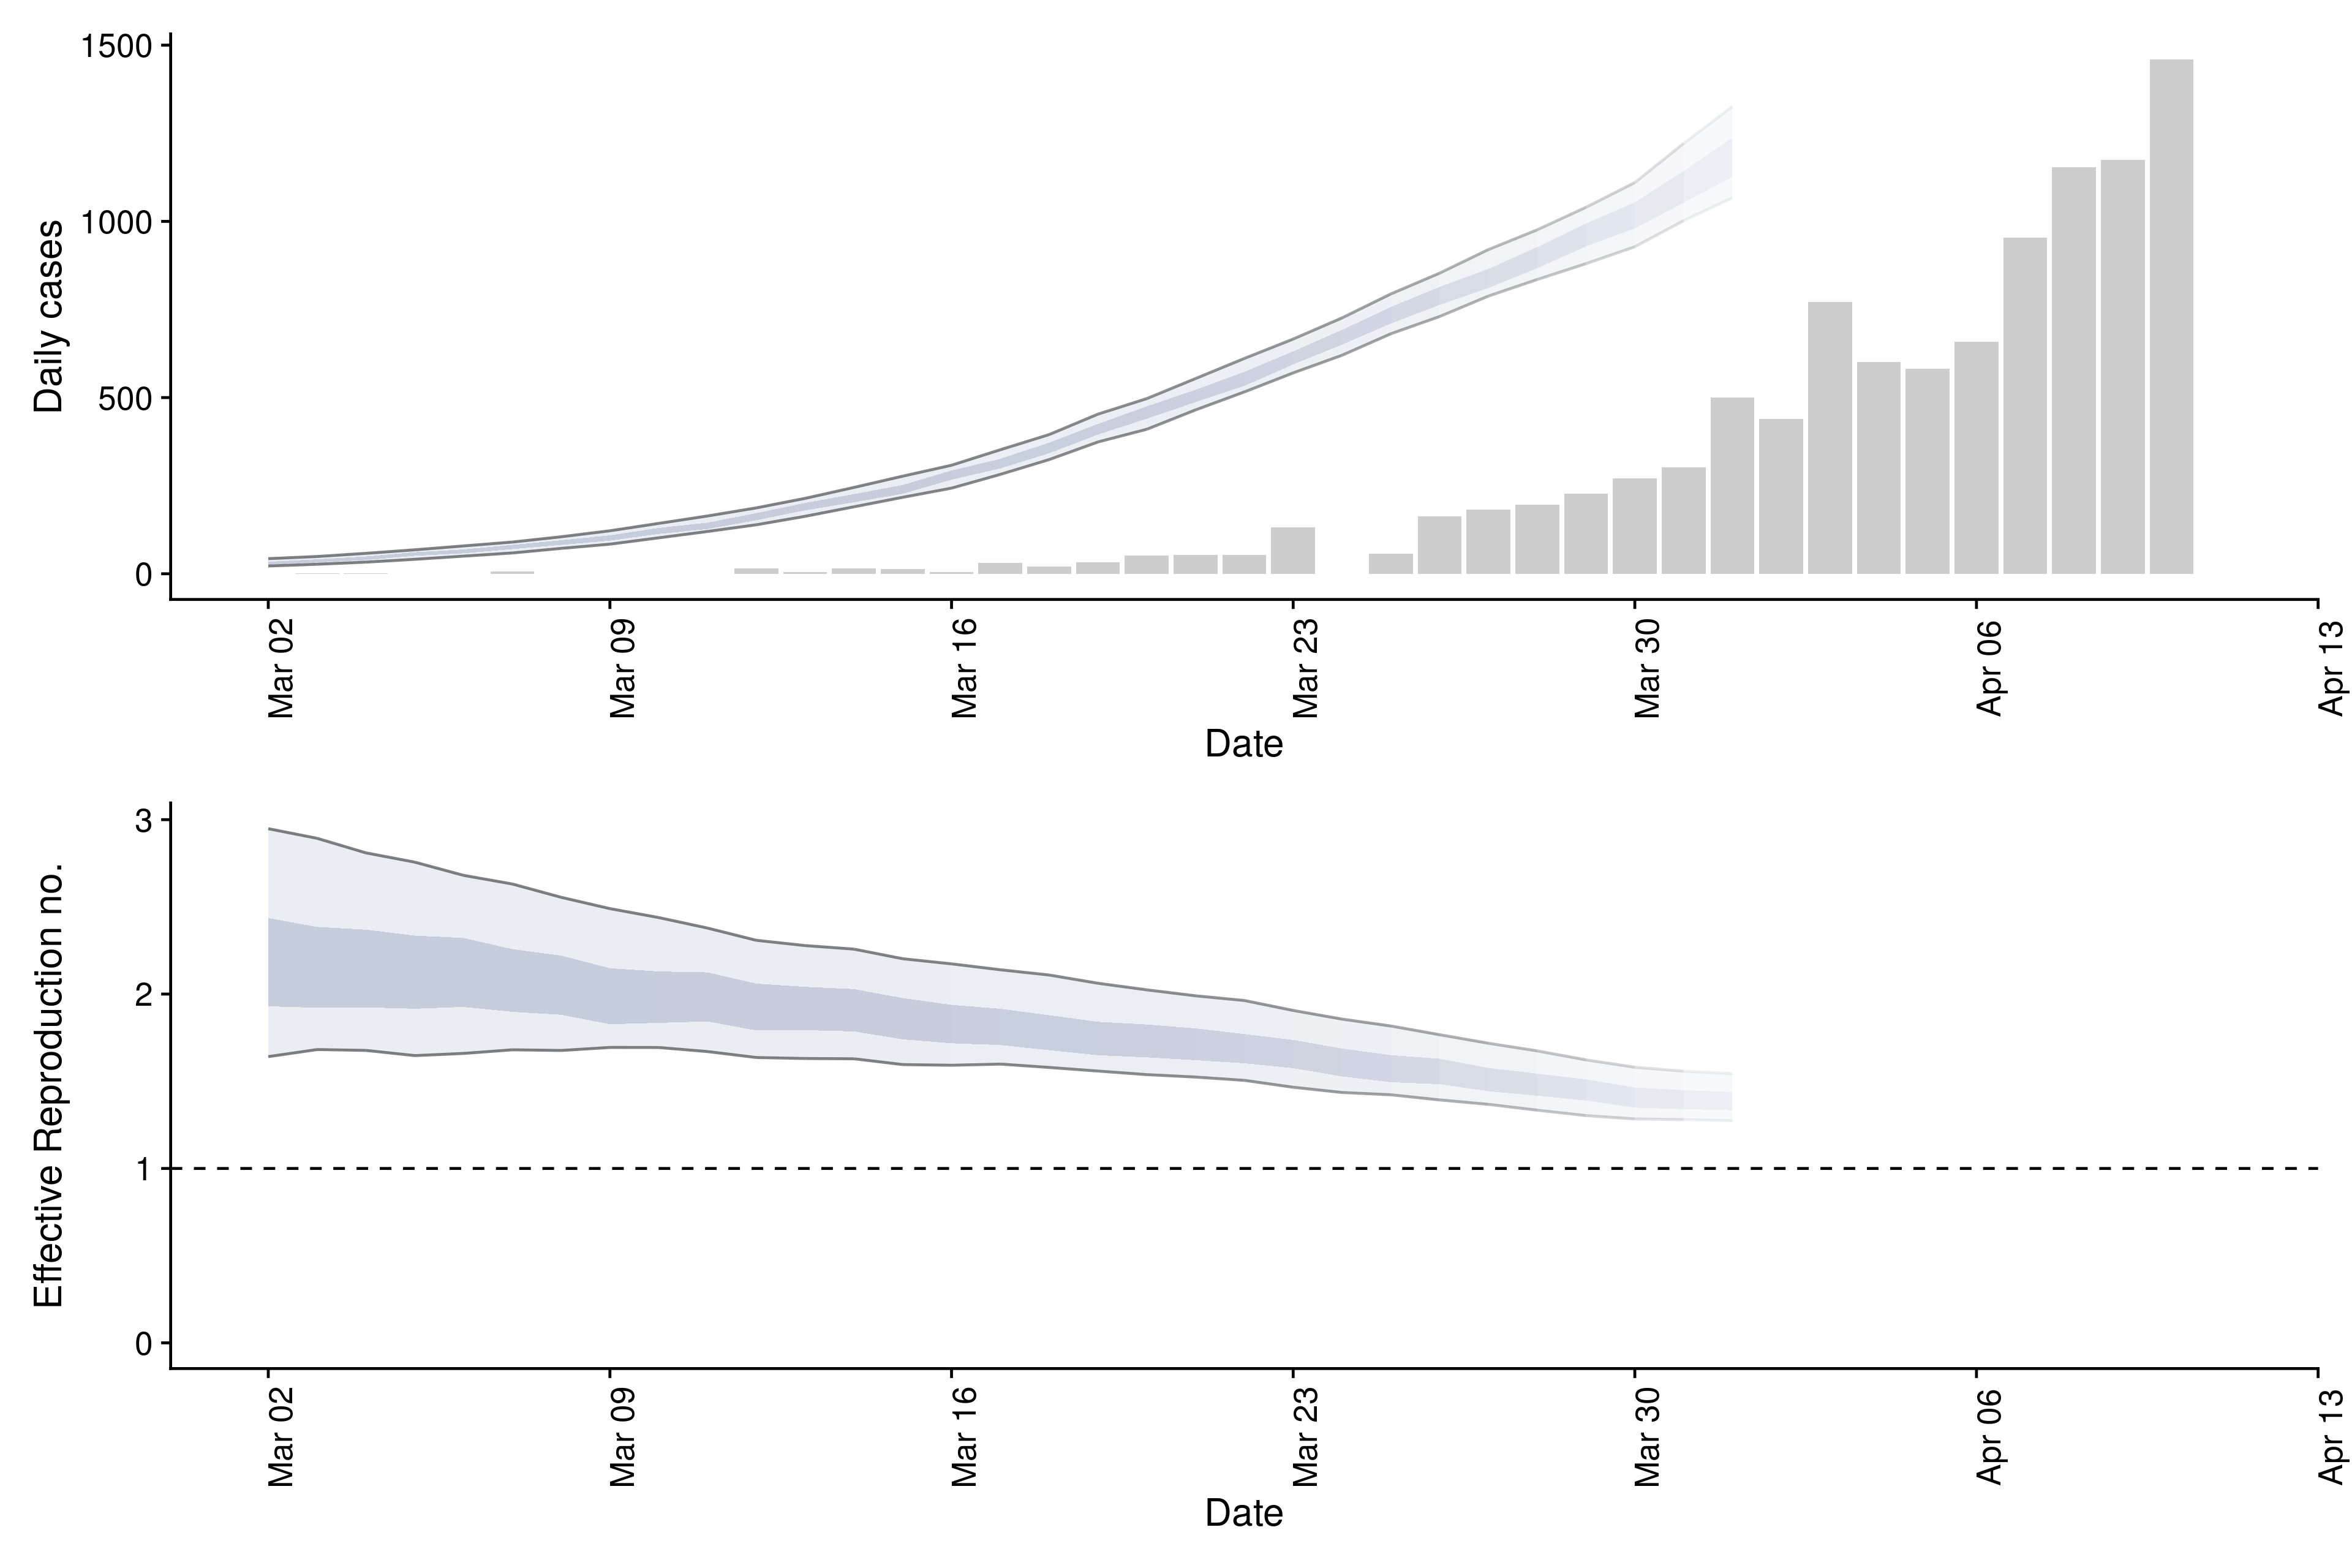 Daily cases
1500
1000
500
0
Mar 02
Mar 09
Mar 16
Mar 23
Mar 30
Apr 06
Apr 13
Date
Effective Reproduction no.
3
2
1
0
Mar 02
Mar 09
Mar 16
Mar 23
Mar 30
Apr 06
Apr 13
Date